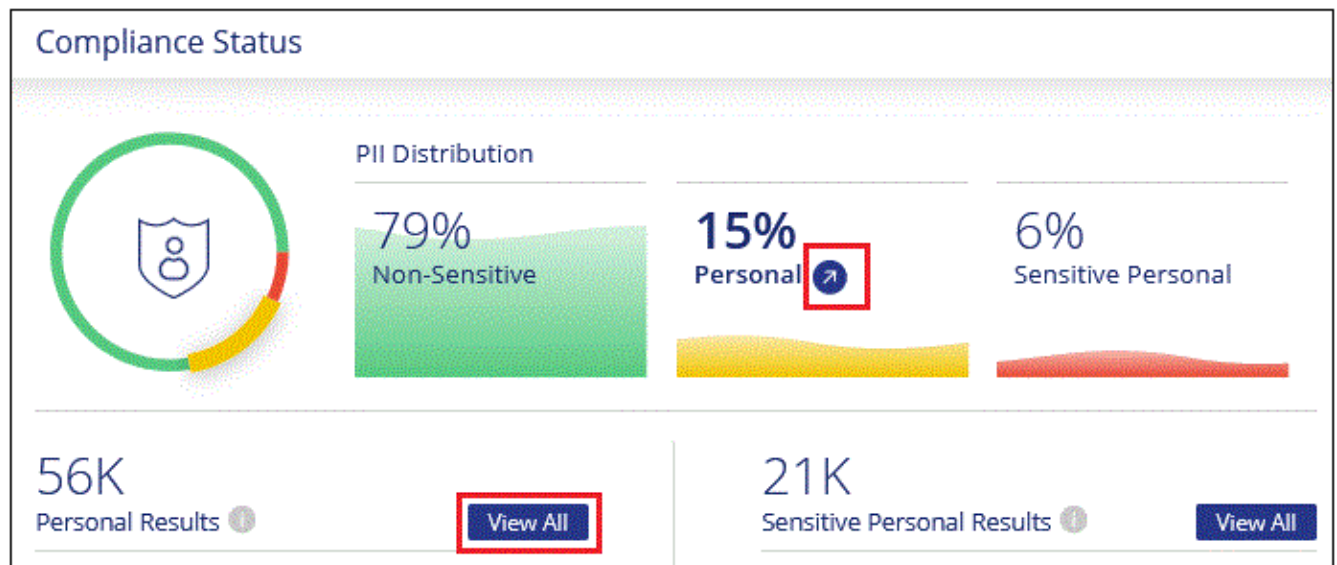 Compliance Status
PII Distribution
79%
Non-Sensitive
15%
Personal
6%
Sensitive Personal
56K
Personal Results
View All
21K
Sensitive Personal Results
View All